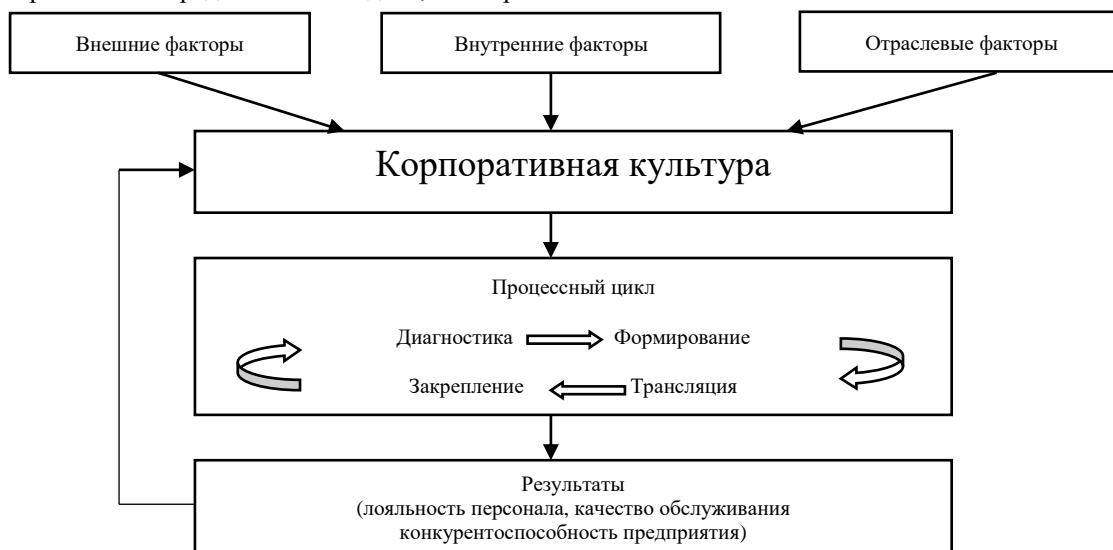 Внешние факторы
Внутренние факторы
Отраслевые факторы
Корпоративная культура
Процессный цикл
Диагностика Формирование
Закрепление Трансляция
Результаты
(лояльность персонала, качество обслуживания
конкурентоспособность предприятия)